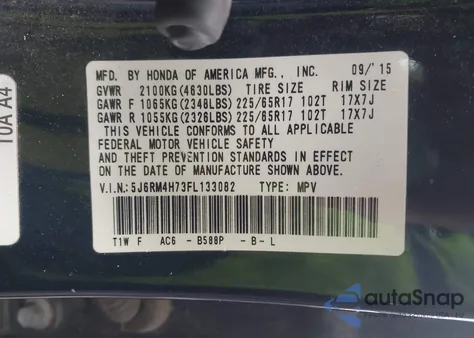 MFD. BY HONDA OF AMERICA MFG., INC. 09/'15
GVWR 2100KG(4630LBS) TIRE SIZE RIM SIZE
GAWR F 1065KG(2348LBS) 225/65R17 102T 17X7J
GAWR R 1055KG(2326LBS) 225/65R17 102T 17X7J
THIS VEHICLE CONFORMS TO ALL APPLICABLE
FEDERAL MOTOR VEHICLE SAFETY
AND THEFT PREVENTION STANDARDS IN EFFECT ON
THE DATE OF MANUFACTURE SHOWN ABOVE.
V.I.N:5J6RM4H73FL133082 TYPE: MPV
T1W F AC6 - B588P - B - L
10A A4
autoSnap